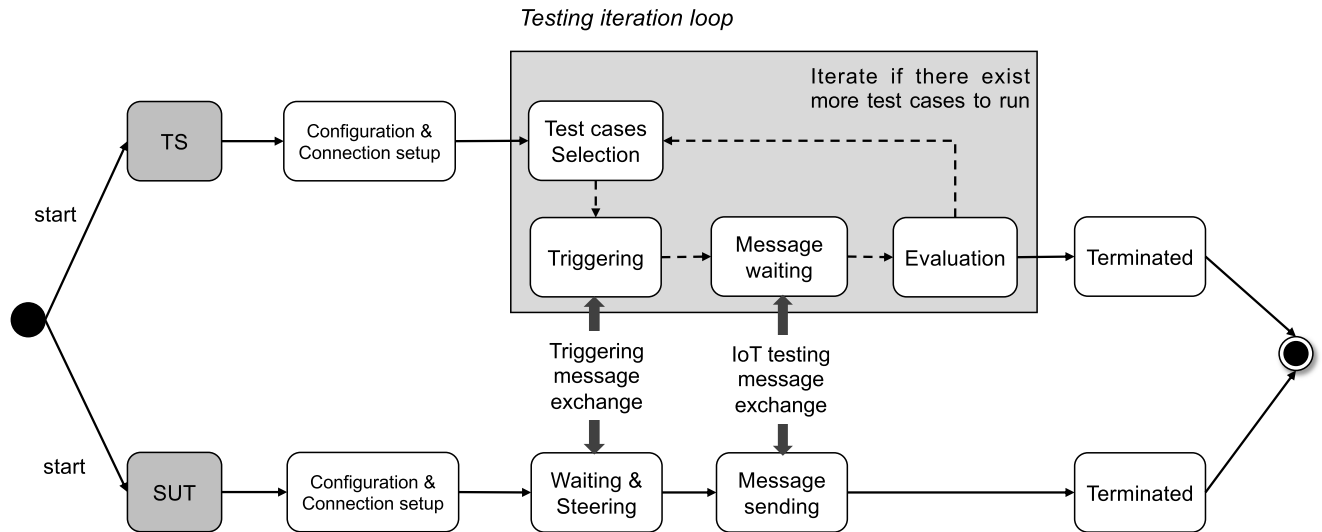 Testing iteration loop
Iterate if there exist
more test cases to run
TS
Configuration &
Connection setup
Test cases
Selection
start
Triggering
Message
waiting
Evaluation
Terminated
Triggering
message
exchange
IoT testing
message
exchange
start
SUT
Configuration &
Connection setup
Waiting &
Steering
Message
sending
Terminated